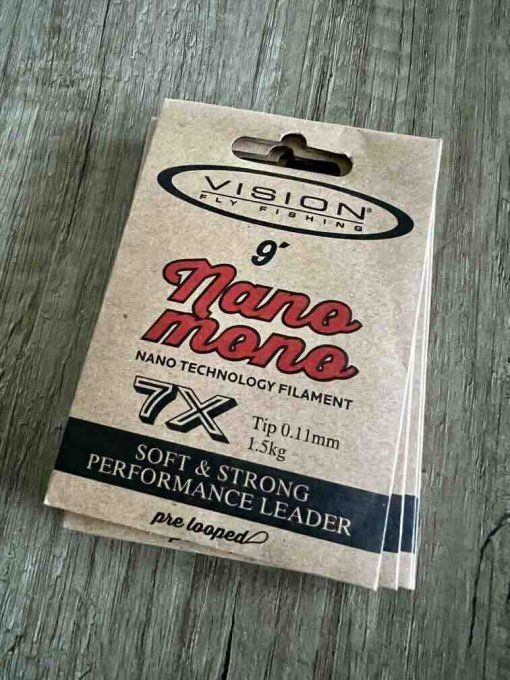 VISION®
FLY FISHING
9'
Nano
mono
NANO TECHNOLOGY FILAMENT
7X
Tip 0.11mm
1.5kg
SOFT & STRONG
PERFORMANCE LEADER
pre looped